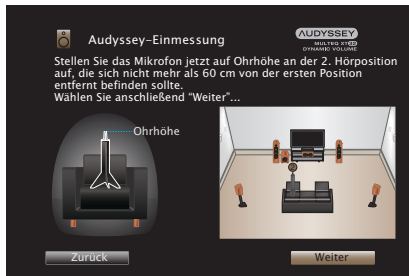 Audyssey-Einmessung
AUDYSSEY
MULTEQ XT32
DYNAMIC VOLUME
Stellen Sie das Mikrofon jetzt auf Ohrhöhe an der 2. Hörposition
auf, die sich nicht mehr als 60 cm von der ersten Position
entfernt befinden sollte.
Wählen Sie anschließend “Weiter”...
Ohrhöhe
Zurück
Weiter